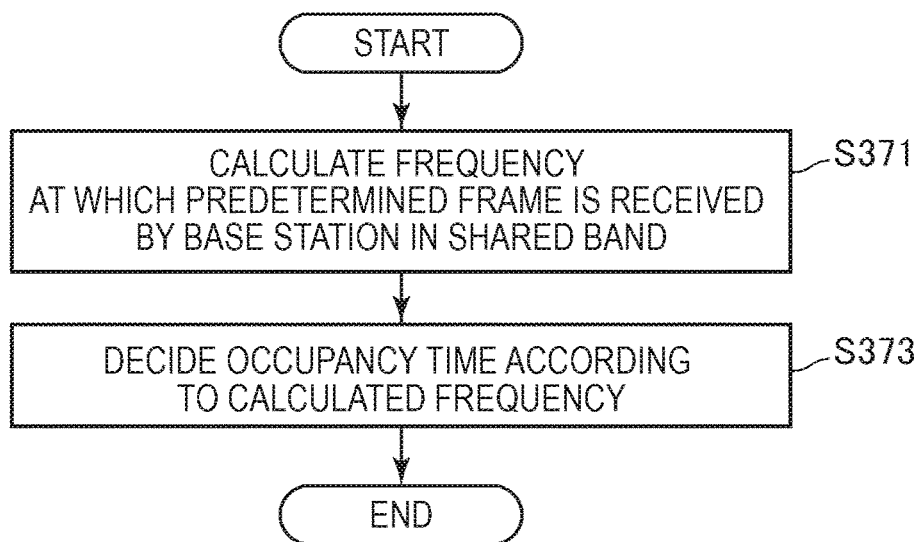 START
CALCULATE FREQUENCY
AT WHICH PREDETERMINED FRAME IS RECEIVED
BY BASE STATION IN SHARED BAND
S371
DECIDE OCCUPANCY TIME ACCORDING
TO CALCULATED FREQUENCY
S373
END